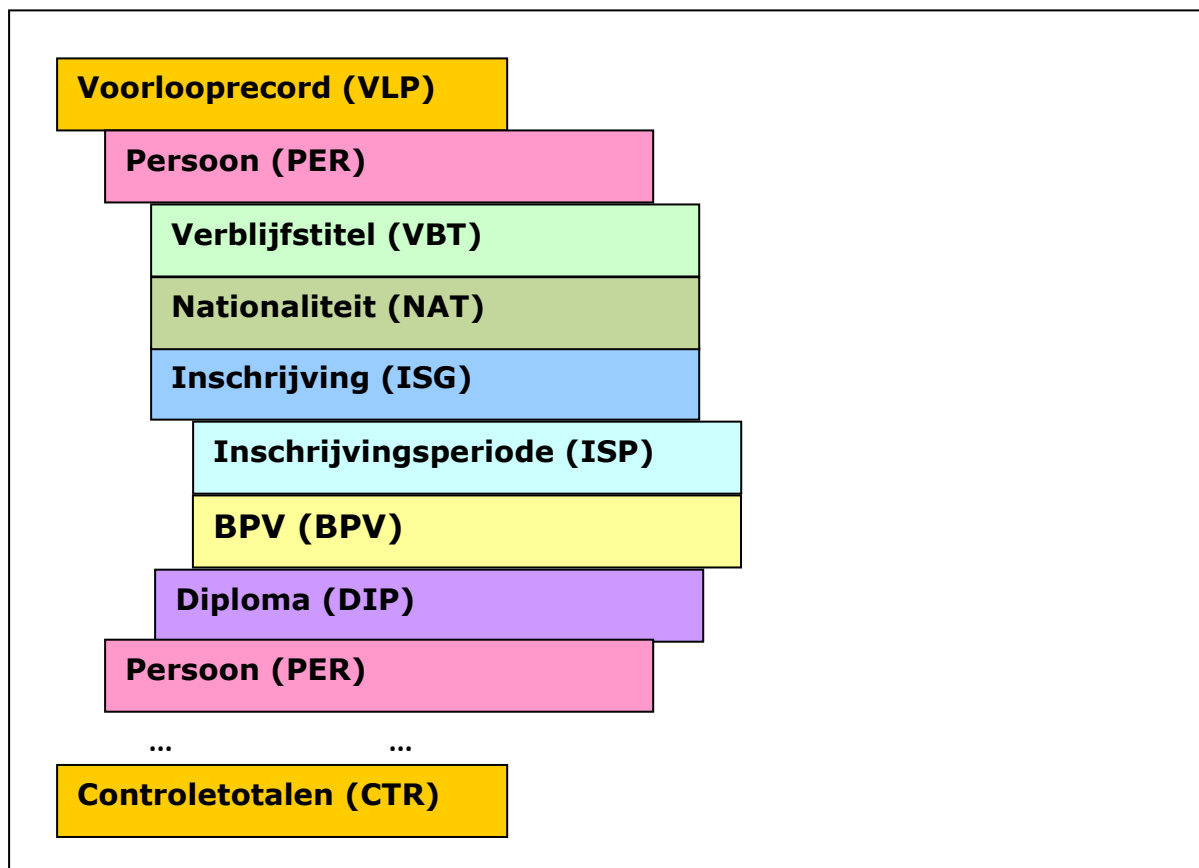 Voorlooprecord (VLP)
Persoon (PER)
Verblijfstitel (VBT)
Nationaliteit (NAT)
Inschrijving (ISG)
Inschrijvingsperiode (ISP)
BPV (BPV)
Diploma (DIP)
Persoon (PER)
... ...
Controletotalen (CTR)